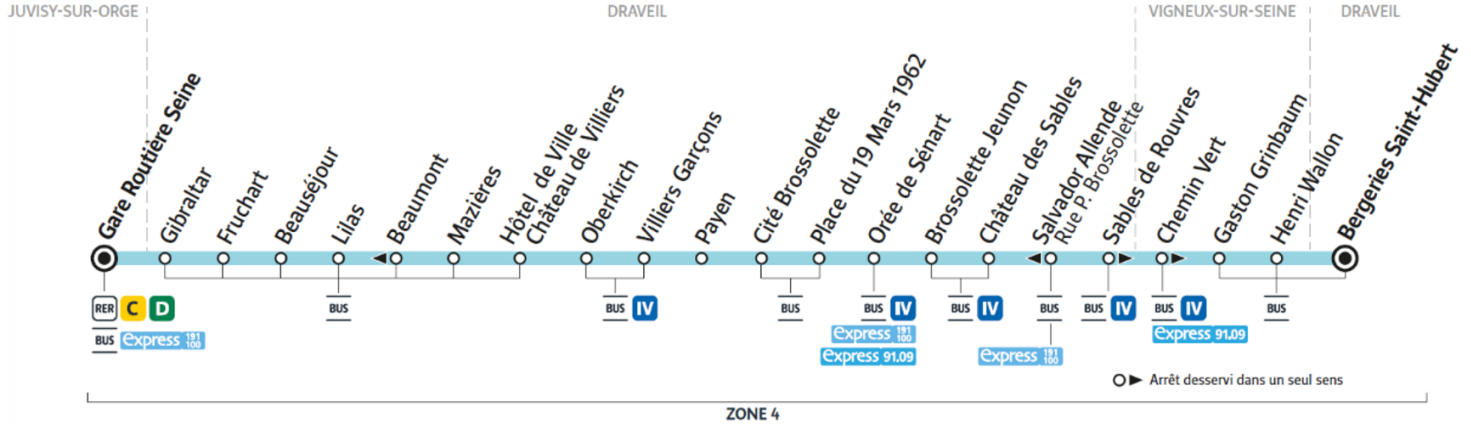 JUVISY-SUR-ORGE
DRAVEIL
VIGNEUX-SUR-SEINE
DRAVEIL
Gare Routière Seine
Gibraltar
Fruchart
Beauséjour
Lilas
Beaumont
Mazières
Hôtel de Ville
Château de Villiers
Oberkirch
Villiers Garçons
Payen
Cité Brossolette
Place du 19 Mars 1962
Orée de Sénart
Brossolette Jeunon
Château des Sables
Salvador Allende
Rue P. Brossolette
Sables de Rouvres
Chemin Vert
Gaston Grinbaum
Henri Wallon
Bergeries Saint-Hubert
RER C D
BUS express 191 100
BUS
BUS IV
BUS
BUS IV
express 191 100
express 91.09
BUS IV
BUS
express 191 100
BUS IV
BUS IV
express 91.09
BUS
Arrêt desservi dans un seul sens
ZONE 4